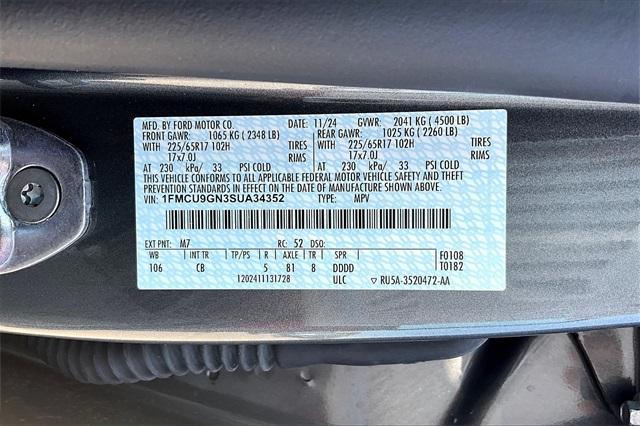 MFD. BY FORD MOTOR CO. DATE: 11/24 GVWR: 2041 KG ( 4500 LB)
FRONT GAWR: 1065 KG ( 2348 LB) REAR GAWR: 1025 KG ( 2260 LB)
WITH 225/65R17 102H TIRES WITH 225/65R17 102H TIRES
17x7.0J RIMS 17x7.0J RIMS
AT 230 kPa/ 33 PSI COLD AT 230 kPa/ 33 PSI COLD
THIS VEHICLE CONFORMS TO ALL APPLICABLE FEDERAL MOTOR VEHICLE SAFETY AND THEFT
PREVENTION STANDARDS IN EFFECT ON THE DATE OF MANUFACTURE SHOWN ABOVE.
VIN: 1FMCU9GN3SUA34352 TYPE: MPV
EXT PNT: M7 RC: 52 DSO:
WB INT TR TP/PS R AXLE TR SPR F0108
106 CB 5 81 8 DDDD T0182
1202411131728 ULC ▽ RU5A-3520472-AA